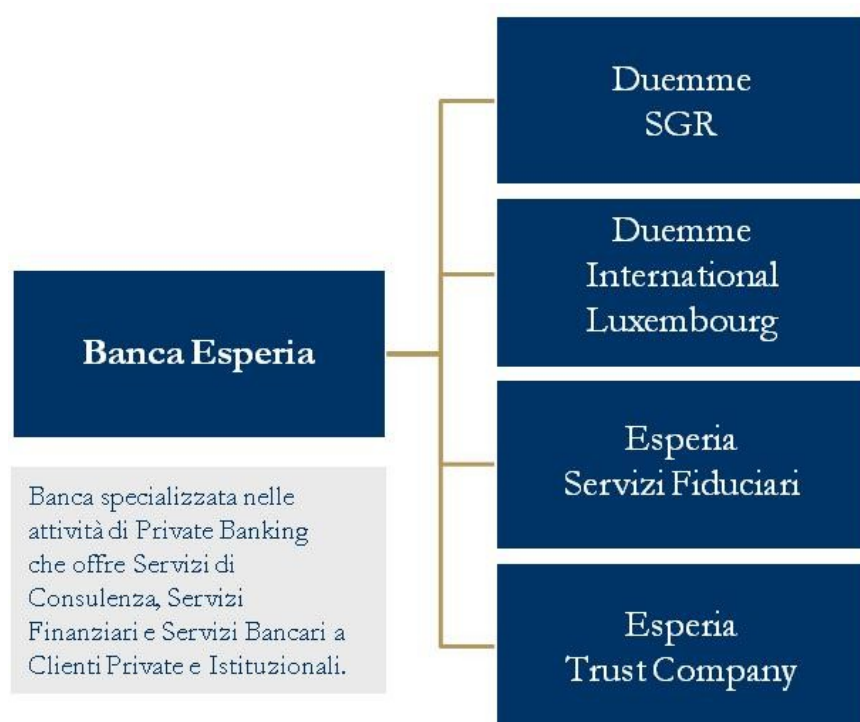 Banca Esperia
Banca specializzata nelle
attività di Private Banking
che offre Servizi di
Consulenza, Servizi
Finanziari e Servizi Bancari a
Clienti Private e Istituzionali.
Duemme
SGR
Duemme
International
Luxembourg
Esperia
Servizi Fiduciari
Esperia
Trust Company